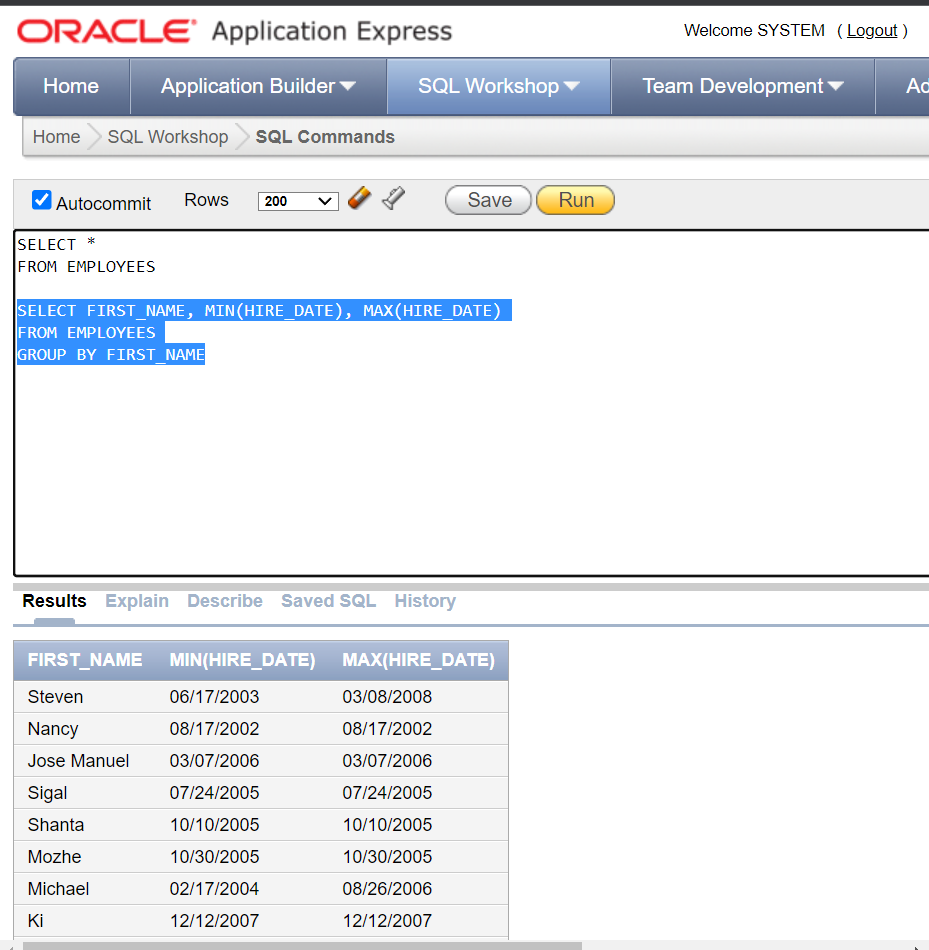 ORACLE® Application Express
Welcome SYSTEM ( Logout )
Home Application Builder SQL Workshop Team Development Ad
Home SQL Workshop SQL Commands
Autocommit Rows 200 Save Run
SELECT *
FROM EMPLOYEES
SELECT FIRST_NAME, MIN(HIRE_DATE), MAX(HIRE_DATE)
FROM EMPLOYEES
GROUP BY FIRST_NAME
Results Explain Describe Saved SQL History
FIRST_NAME MIN(HIRE_DATE) MAX(HIRE_DATE)
Steven 06/17/2003 03/08/2008
Nancy 08/17/2002 08/17/2002
Jose Manuel 03/07/2006 03/07/2006
Sigal 07/24/2005 07/24/2005
Shanta 10/10/2005 10/10/2005
Mozhe 10/30/2005 10/30/2005
Michael 02/17/2004 08/26/2006
Ki 12/12/2007 12/12/2007